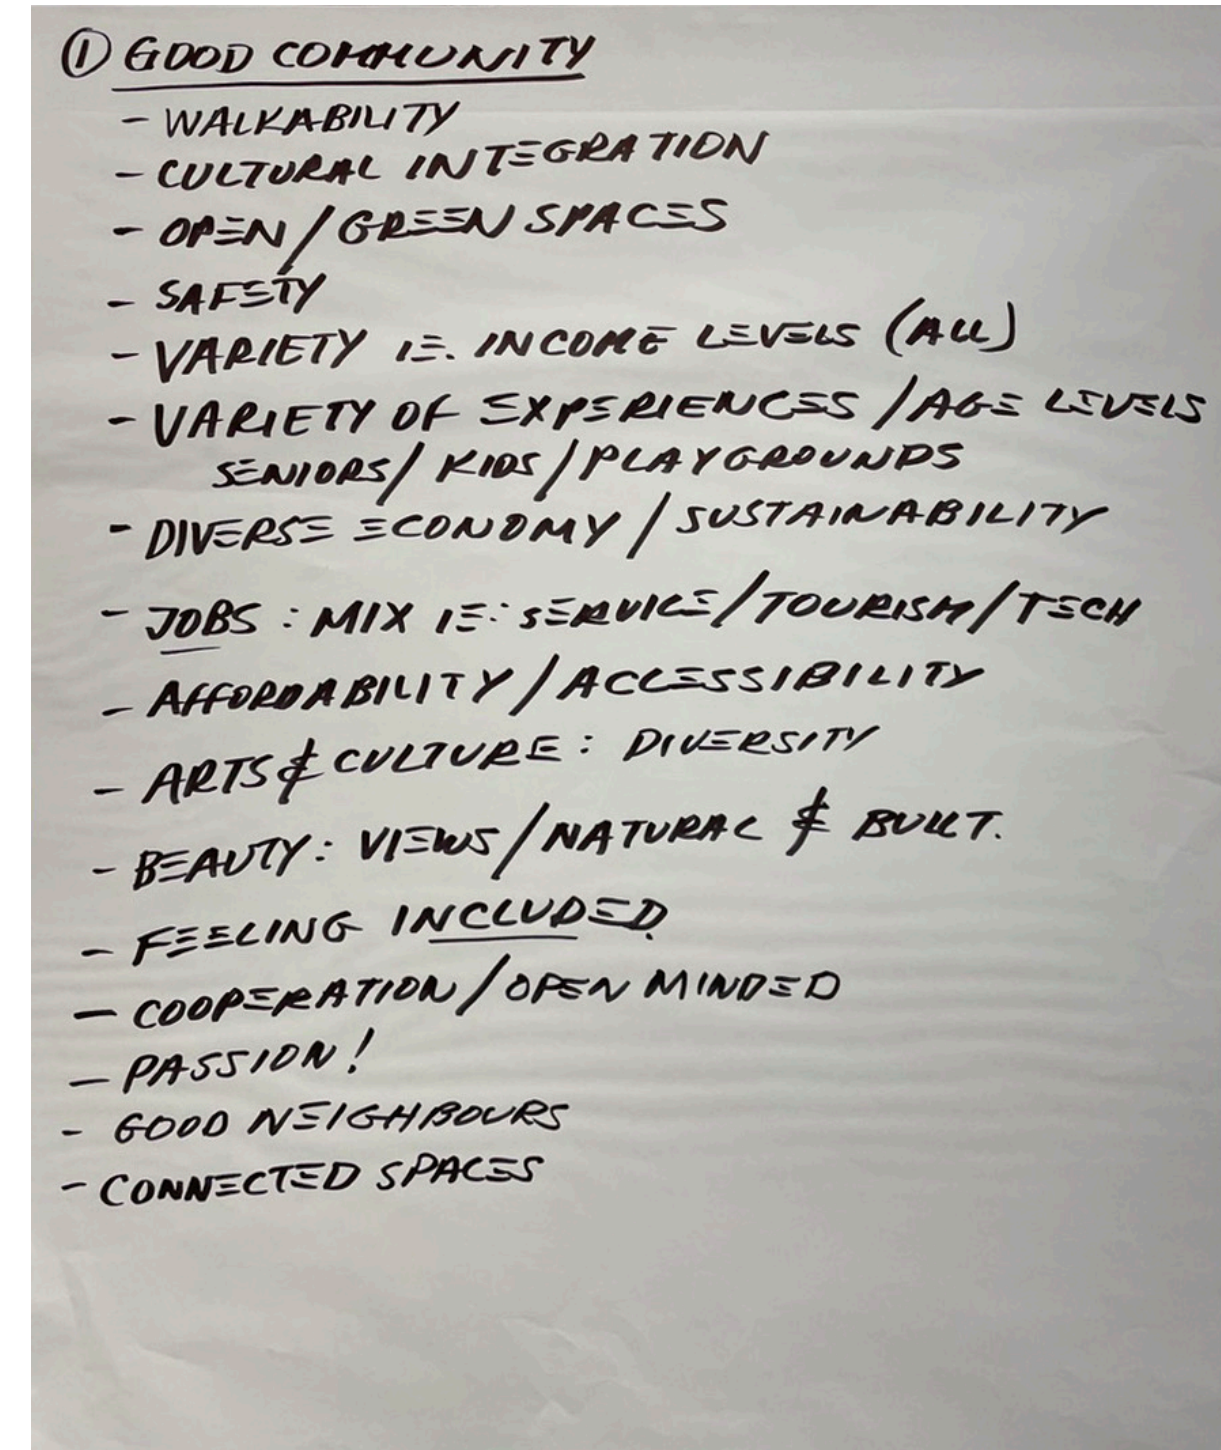 ① GOOD COMMUNITY
- WALKABILITY
- CULTURAL INTEGRATION
- OPEN/GREEN SPACES
- SAFETY
- VARIETY IE. INCOME LEVELS (ALL)
- VARIETY OF EXPERIENCES/AGE LEVELS
SENIORS/KIDS/PLAYGROUNDS
- DIVERSE ECONOMY/SUSTAINABILITY
- JOBS: MIX IE: SERVICE/TOURISM/TECH
- AFFORDABILITY/ACCESSIBILITY
- ARTS & CULTURE: DIVERSITY
- BEAUTY: VIEWS/NATURAL & BUILT.
- FEELING INCLUDED.
- COOPERATION/OPEN MINDED
- PASSION!
- GOOD NEIGHBOURS
- CONNECTED SPACES